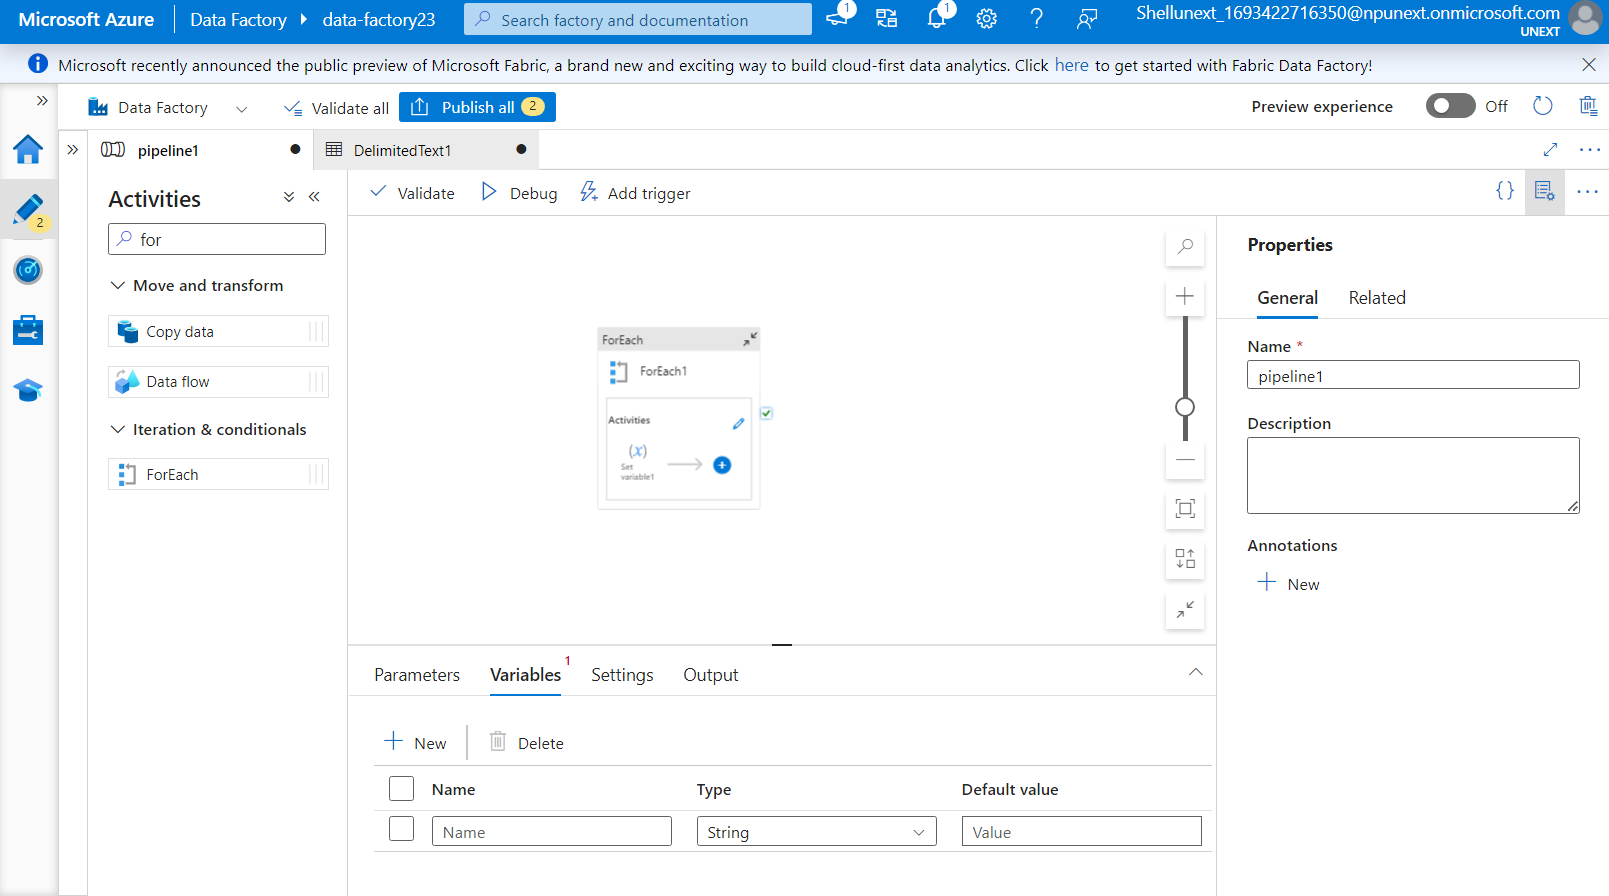 Microsoft Azure
Data Factory
data-factory23
Search factory and documentation
1
1
Shellunext_1693422716350@npunext.onmicrosoft.com
UNEXT
Microsoft recently announced the public preview of Microsoft Fabric, a brand new and exciting way to build cloud-first data analytics. Click here to get started with Fabric Data Factory!
Data Factory
Validate all
Publish all 2
Preview experience
Off
pipeline1
DelimitedText1
2
Activities
for
Move and transform
Copy data
Data flow
Iteration & conditionals
ForEach
Validate
Debug
Add trigger
{}
ForEach
ForEach1
Activities
(x)
Set
variable1
Parameters
Variables 1
Settings
Output
New
Delete
Name
Type
Default value
Name
String
Value
Properties
General
Related
Name *
pipeline1
Description
Annotations
New